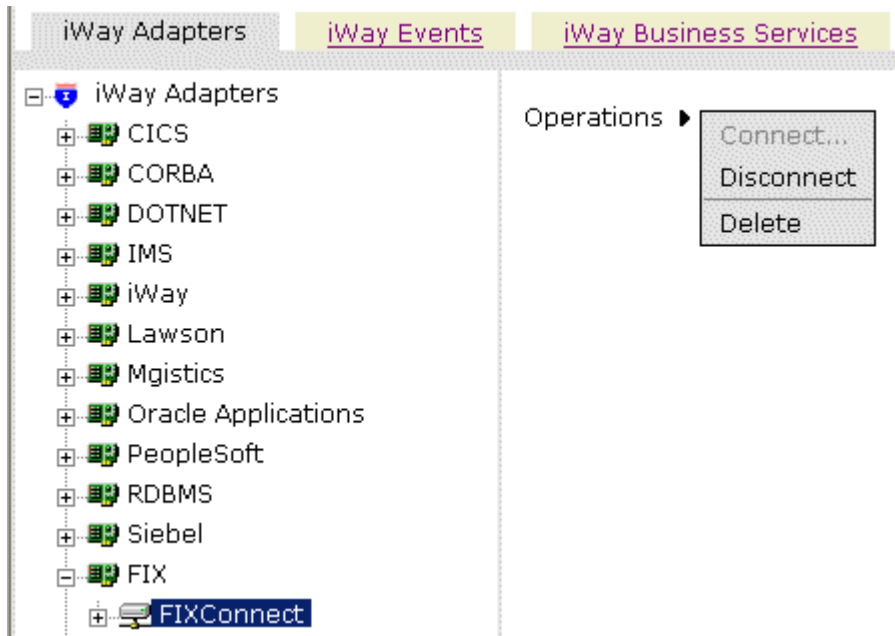 iWay Adapters
iWay Events
iWay Business Services
iWay Adapters
CICS
CORBA
DOTNET
IMS
iWay
Lawson
Mgistics
Oracle Applications
PeopleSoft
RDBMS
Siebel
FIX
FIXConnect
Operations
Connect...
Disconnect
Delete